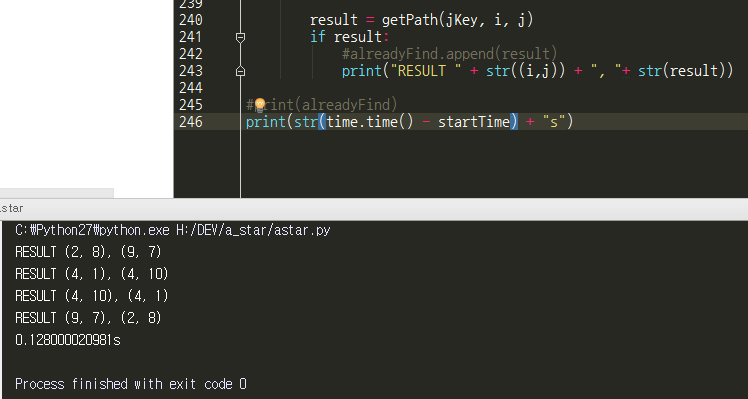 239
240 result = getPath(jKey, i, j)
241 if result:
242 #alreadyFind.append(result)
243 print("RESULT " + str((i,j)) + ", "+ str(result))
244
245 #print(alreadyFind)
246 print(str(time.time() - startTime) + "s")
astar
C:₩Python27₩python.exe H:/DEV/a_star/astar.py
RESULT (2, 8), (9, 7)
RESULT (4, 1), (4, 10)
RESULT (4, 10), (4, 1)
RESULT (9, 7), (2, 8)
0.128000020981s
Process finished with exit code 0